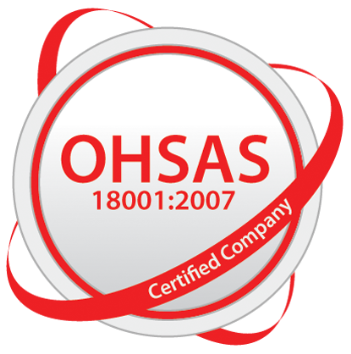 OHSAS
18001:2007
Certified Company